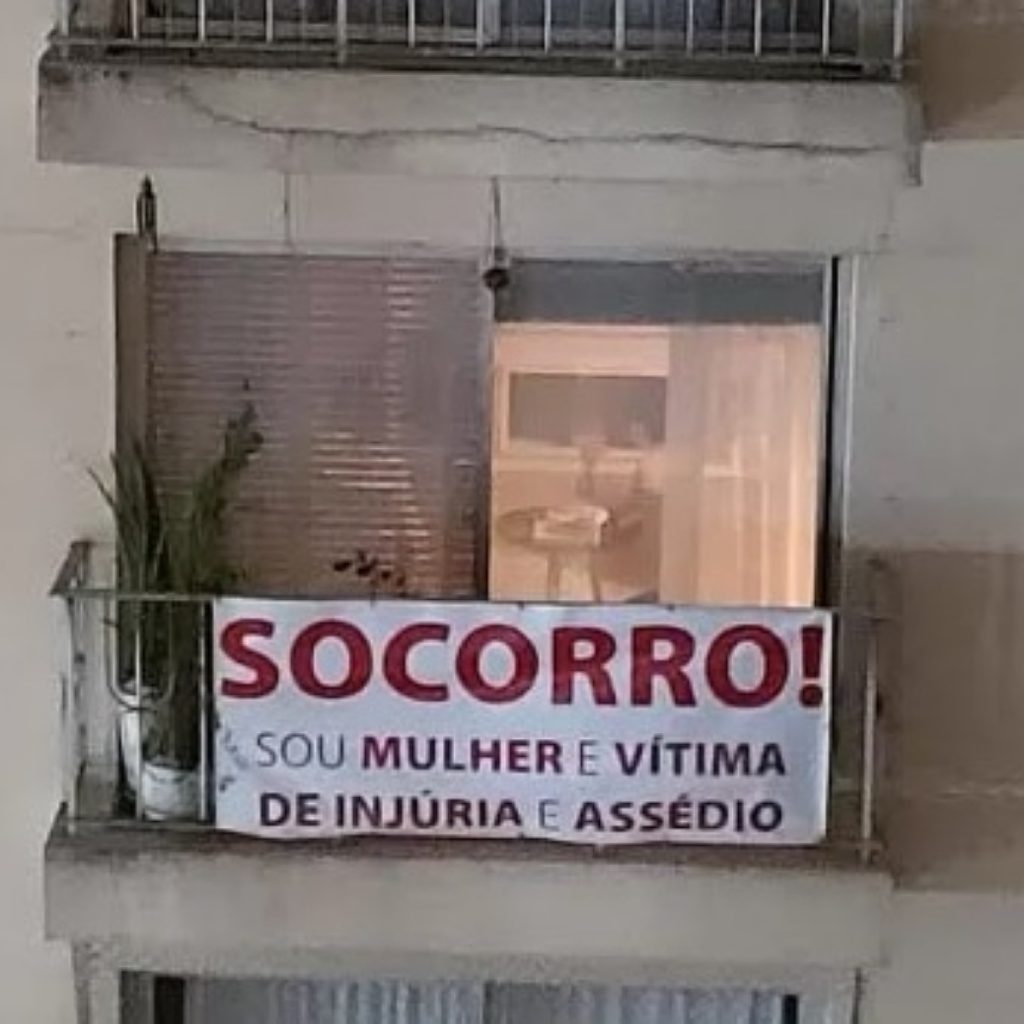 SOCORRO!
SOU MULHER E VÍTIMA
DE INJÚRIA E ASSÉDIO